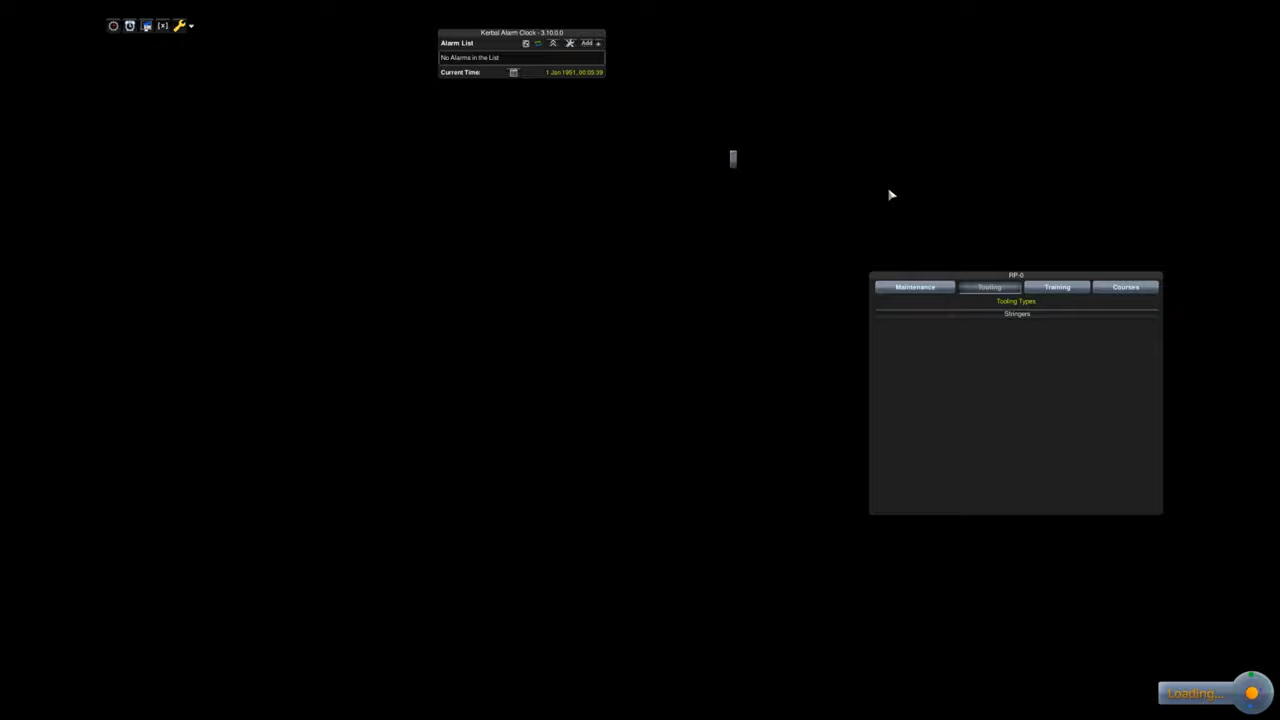 Kerbal Alarm Clock - 3.10.0.0
Alarm List
Add
No Alarms in the List
Current Time:
1 Jan 1951, 00:05:39
RP-0
Maintenance
Tooling
Training
Courses
Tooling Types
Stringers
Loading...